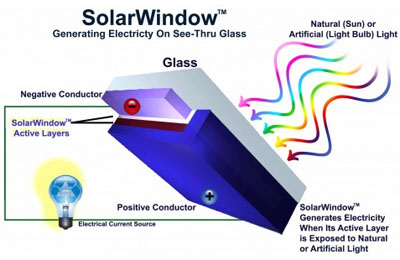 SolarWindow™
Generating Electricty On See-Thru Glass
Natural (Sun) or
Artificial (Light Bulb) Light
Glass
Negative Conductor
SolarWindow™
Active Layers
Positive Conductor
Electrical Current Source
SolarWindow™
Generates Electricity
When Its Active Layer
is Exposed to Natural
or Artificial Light